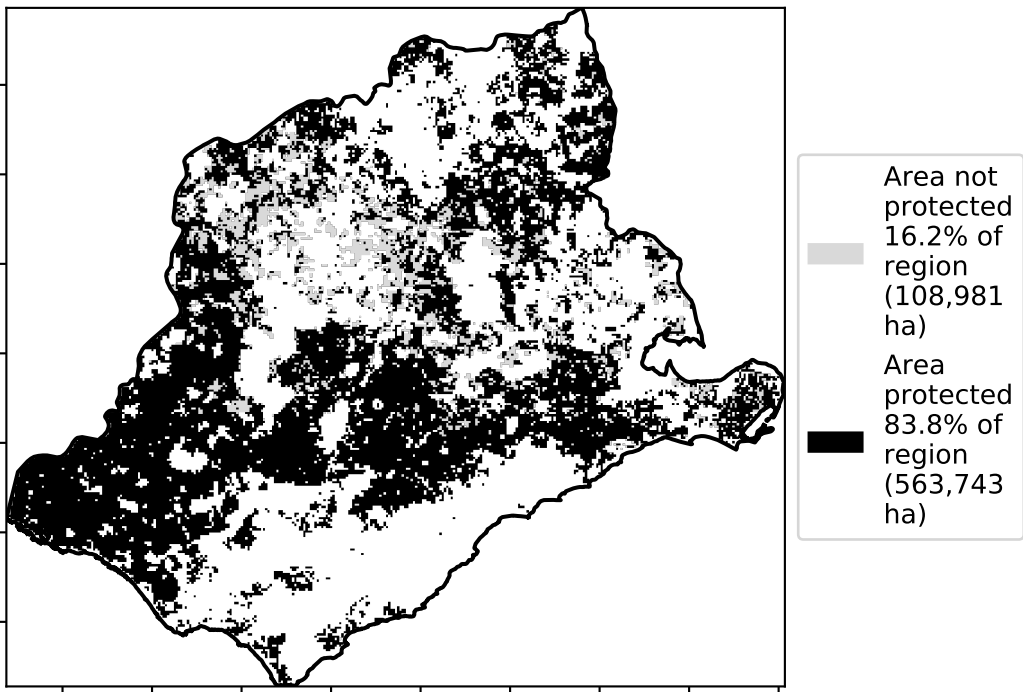 Area not
protected
16.2% of
region
(108,981
ha)
Area
protected
83.8% of
region
(563,743
ha)